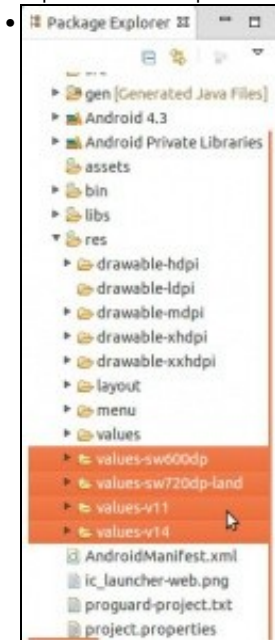 Package Explorer
gen [Generated Java Files]
Android 4.3
Android Private Libraries
assets
bin
libs
res
drawable-hdpi
drawable-ldpi
drawable-mdpi
drawable-xhdpi
drawable-xxhdpi
layout
menu
values
values-sw600dp
values-sw720dp-land
values-v11
values-v14
AndroidManifest.xml
ic_launcher-web.png
proguard-project.txt
project.properties